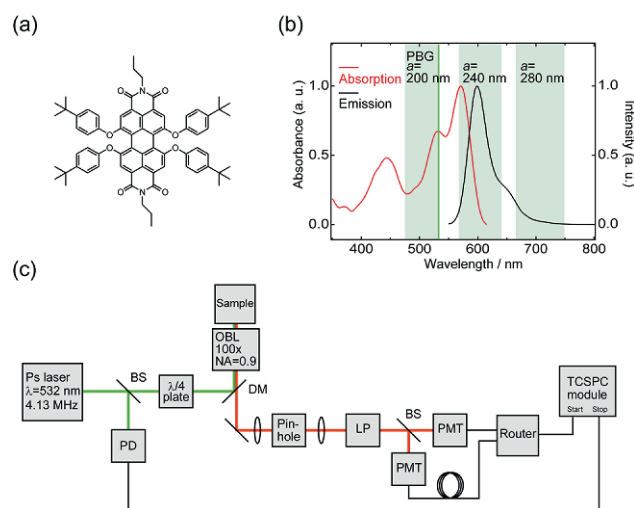 (a)
N
O
O
O
O
O
O
O
O
N
(b)
PBG
a= 200 nm
a= 240 nm
a= 280 nm
Absorption
Emission
Absorbance (a. u.)
1.0
0.5
0.0
Intensity (a. u.)
1.0
0.5
0.0
400
500
600
700
800
Wavelength / nm
(c)
Sample
OBL
100x
NA=0.9
Ps laser
λ=532 nm
4.13 MHz
BS
λ/4
plate
DM
PD
Pin-
hole
LP
BS
PMT
PMT
Router
TCSPC
module
Start Stop